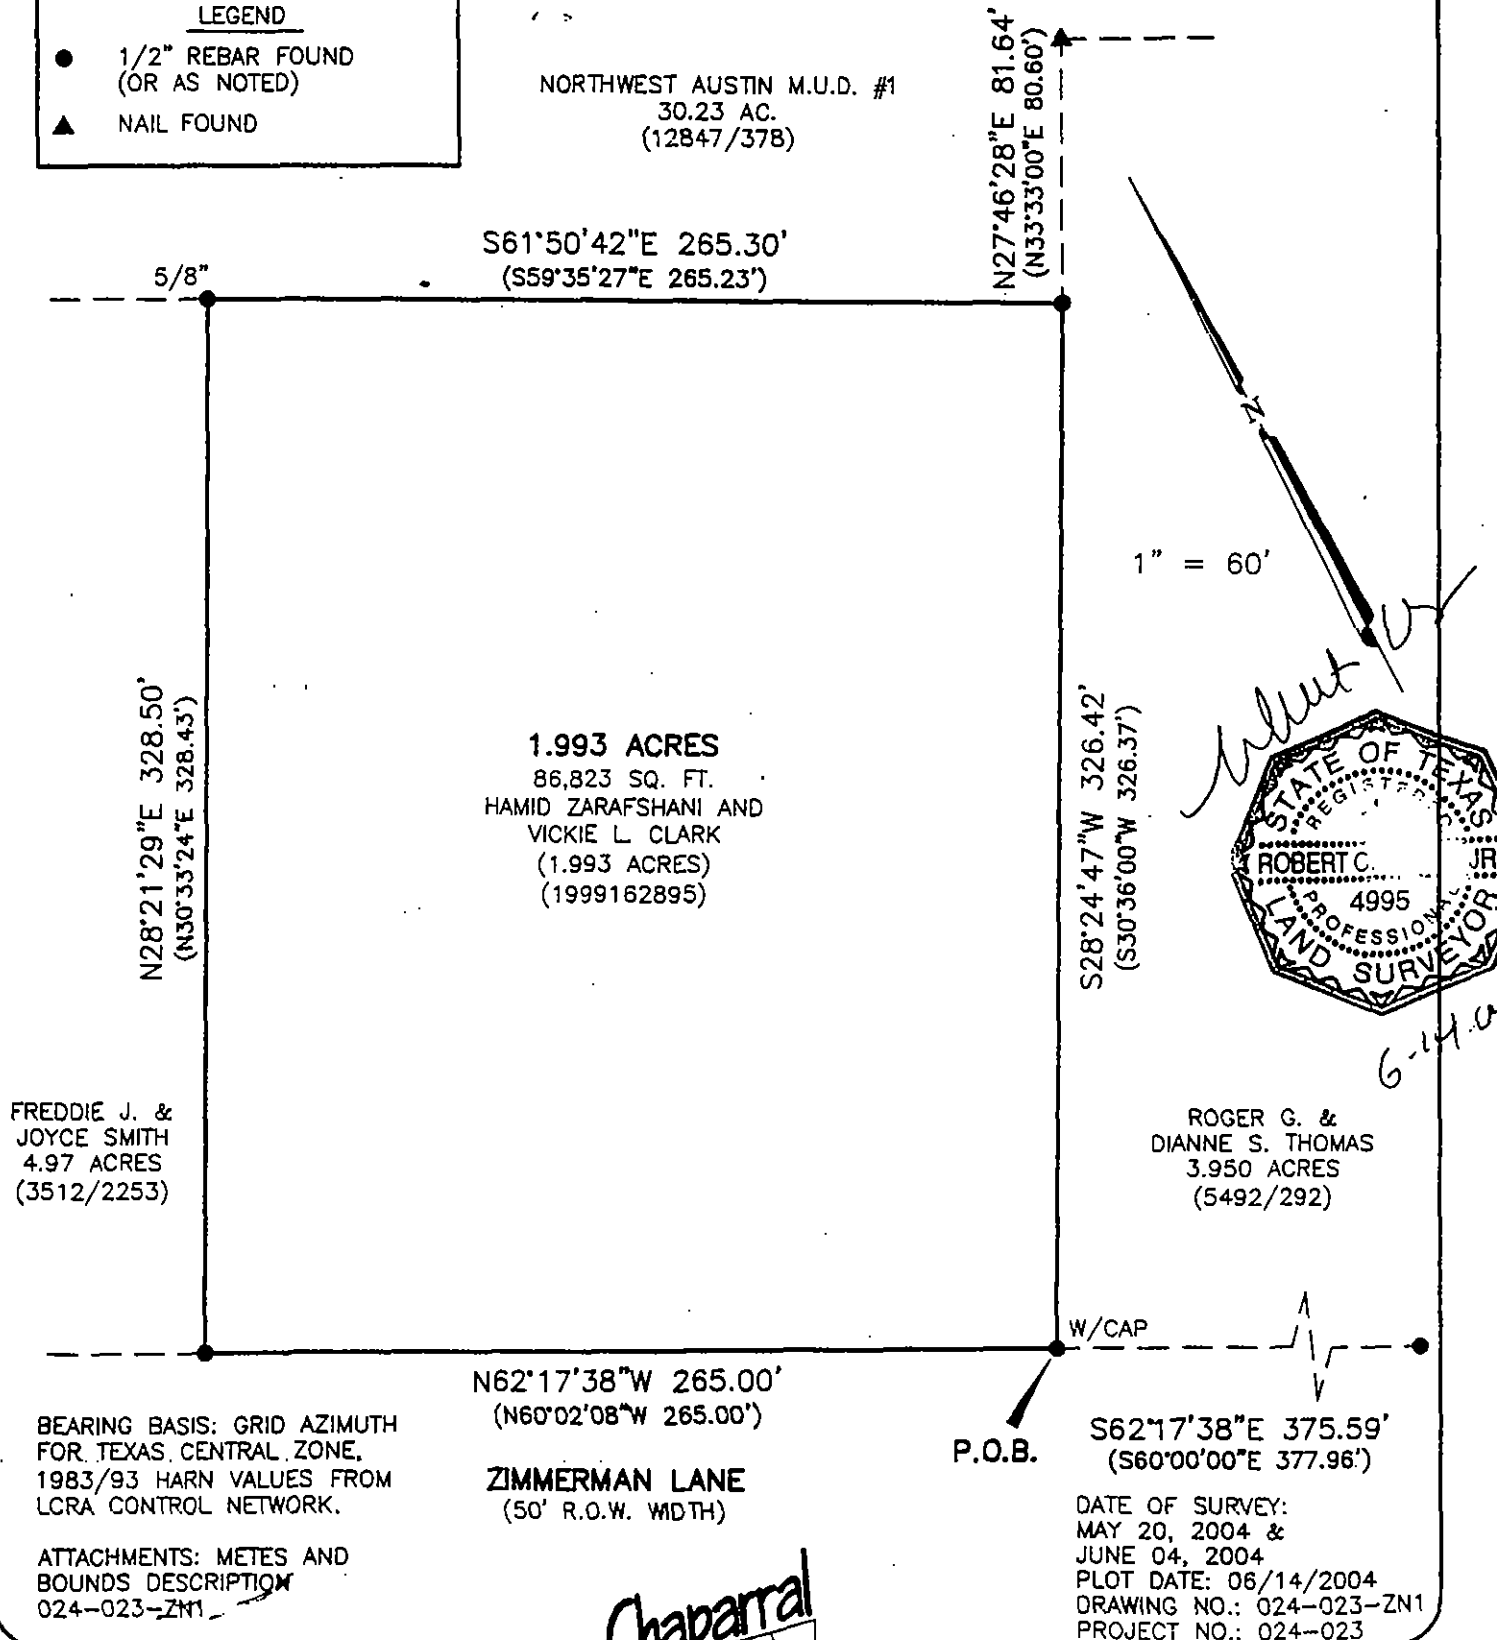 LEGEND
1/2" REBAR FOUND
(OR AS NOTED)
NAIL FOUND
NORTHWEST AUSTIN M.U.D. #1
30.23 AC.
(12847/378)
N27°46'28"E 81.64'
(N33°33'00"E 80.60')
S61°50'42"E 265.30'
(S59°35'27"E 265.23')
5/8"
N
1" = 60'
N28°21'29"E 328.50'
(N30°33'24"E 328.43')
1.993 ACRES
86,823 SQ. FT.
HAMID ZARAFSHANI AND
VICKIE L. CLARK
(1.993 ACRES)
(1999162895)
S28°24'47"W 326.42'
(S30°36'00"W 326.37')
STATE OF TEXAS
REGISTERED
ROBERT C. JR
4995
PROFESSIONAL
LAND SURVEYOR
FREDDIE J. &
JOYCE SMITH
4.97 ACRES
(3512/2253)
ROGER G. &
DIANNE S. THOMAS
3.950 ACRES
(5492/292)
W/CAP
N62°17'38"W 265.00'
(N60°02'08"W 265.00')
P.O.B.
S62°17'38"E 375.59'
(S60°00'00"E 377.96')
ZIMMERMAN LANE
(50' R.O.W. WIDTH)
BEARING BASIS: GRID AZIMUTH
FOR TEXAS CENTRAL ZONE,
1983/93 HARN VALUES FROM
LCRA CONTROL NETWORK.
ATTACHMENTS: METES AND
BOUNDS DESCRIPTION
024-023-ZN1
DATE OF SURVEY:
MAY 20, 2004 &
JUNE 04, 2004
PLOT DATE: 06/14/2004
DRAWING NO.: 024-023-ZN1
PROJECT NO.: 024-023
Chaparral